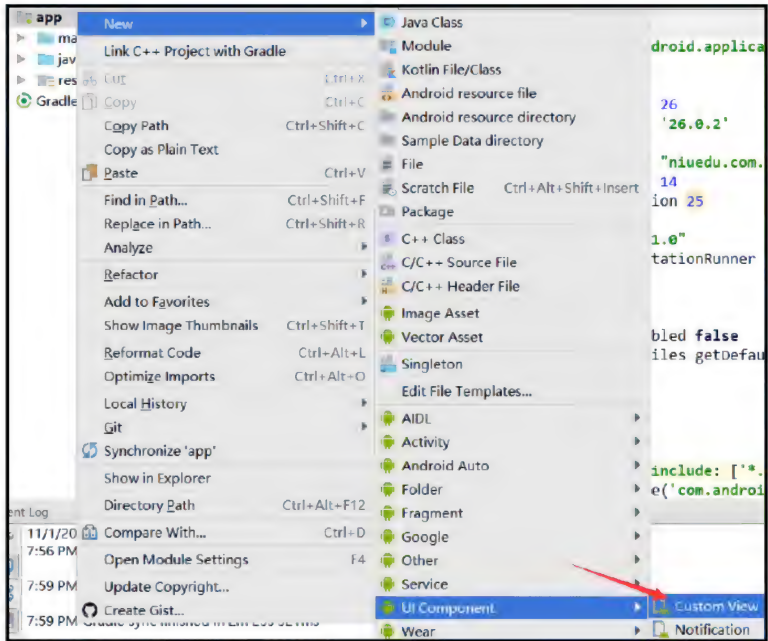 app
New
ma
Link C++ Project with Gradle
jav
res
Cut Ctrl+X
Gradle
Copy Ctrl+C
Copy Path Ctrl+Shift+C
Copy as Plain Text
Paste Ctrl+V
Find in Path... Ctrl+Shift+F
Replace in Path... Ctrl+Shift+R
Analyze
Refactor
Add to Favorites
Show Image Thumbnails Ctrl+Shift+T
Reformat Code Ctrl+Alt+L
Optimize Imports Ctrl+Alt+O
Local History
Git
Synchronize 'app'
Show in Explorer
Directory Path Ctrl+Alt+F12
Compare With... Ctrl+D
Open Module Settings F4
Update Copyright...
Create Gist...
Java Class
Module
Kotlin File/Class
Android resource file
Android resource directory
Sample Data directory
File
Scratch File Ctrl+Alt+Shift+Insert
Package
C++ Class
C/C++ Source File
C/C++ Header File
Image Asset
Vector Asset
Singleton
Edit File Templates...
AIDL
Activity
Android Auto
Folder
Fragment
Google
Other
Service
UI Component
Wear
Custom View
Notification
droid.applica
26
'26.0.2'
"niuedu.com.
14
ion 25
1.0"
tationRunner
bled false
iles getDefau
include: ['*.
e('com.androi
ent Log
11/1/20
7:56 PM
7:59 PM
7:59 PM